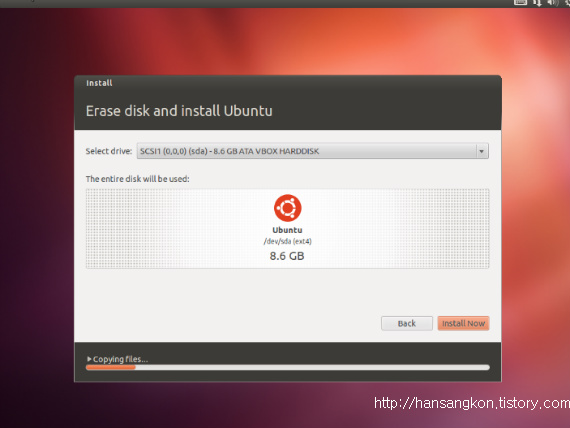 Install
Erase disk and install Ubuntu
Select drive: SCSI1 (0,0,0) (sda) - 8.6 GB ATA VBOX HARDDISK
The entire disk will be used:
Ubuntu
/dev/sda (ext4)
8.6 GB
Back Install Now
Copying files...
http://hansangkon.tistory.com